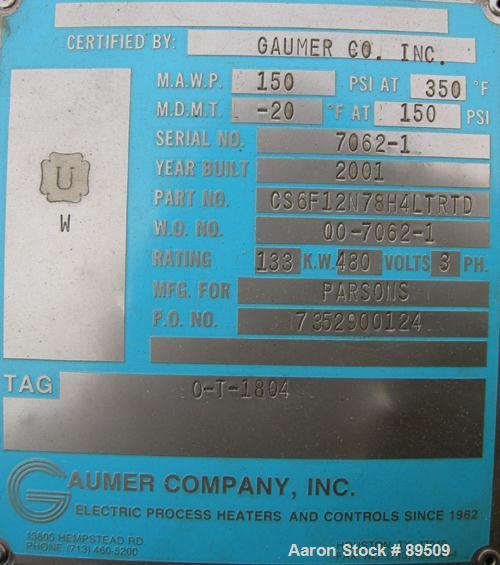 CERTIFIED BY: GAUMER CO. INC.
M.A.W.P. 150 PSI AT 350 °F
M.D.M.T. -20 °F AT 150 PSI
SERIAL NO. 7062-1
YEAR BUILT 2001
PART NO. CS6F12N78H4LTRTD
W.O. NO. 00-7062-1
RATING 133 K.W. 480 VOLTS 3 PH.
MFG. FOR PARSONS
P.O. NO. 7352900124
U
W
TAG 0-T-1804
GAUMER COMPANY, INC.
ELECTRIC PROCESS HEATERS AND CONTROLS SINCE 1962
13600 HEMPSTEAD RD
PHONE (713) 460-5200
Aaron Stock # 89509